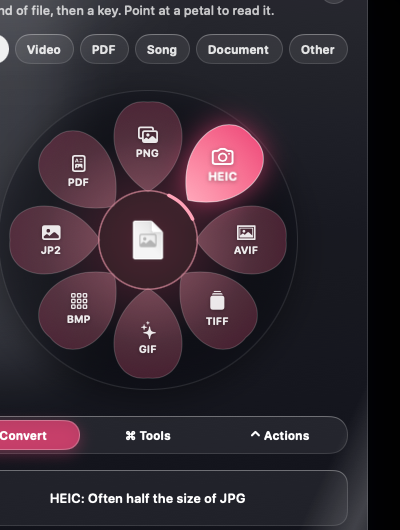 nd of file, then a key. Point at a petal to read it.
Video PDF Song Document Other
PNG
PDF HEIC
JP2 AVIF
BMP TIFF
GIF
Convert ⌘ Tools ^ Actions
HEIC: Often half the size of JPG